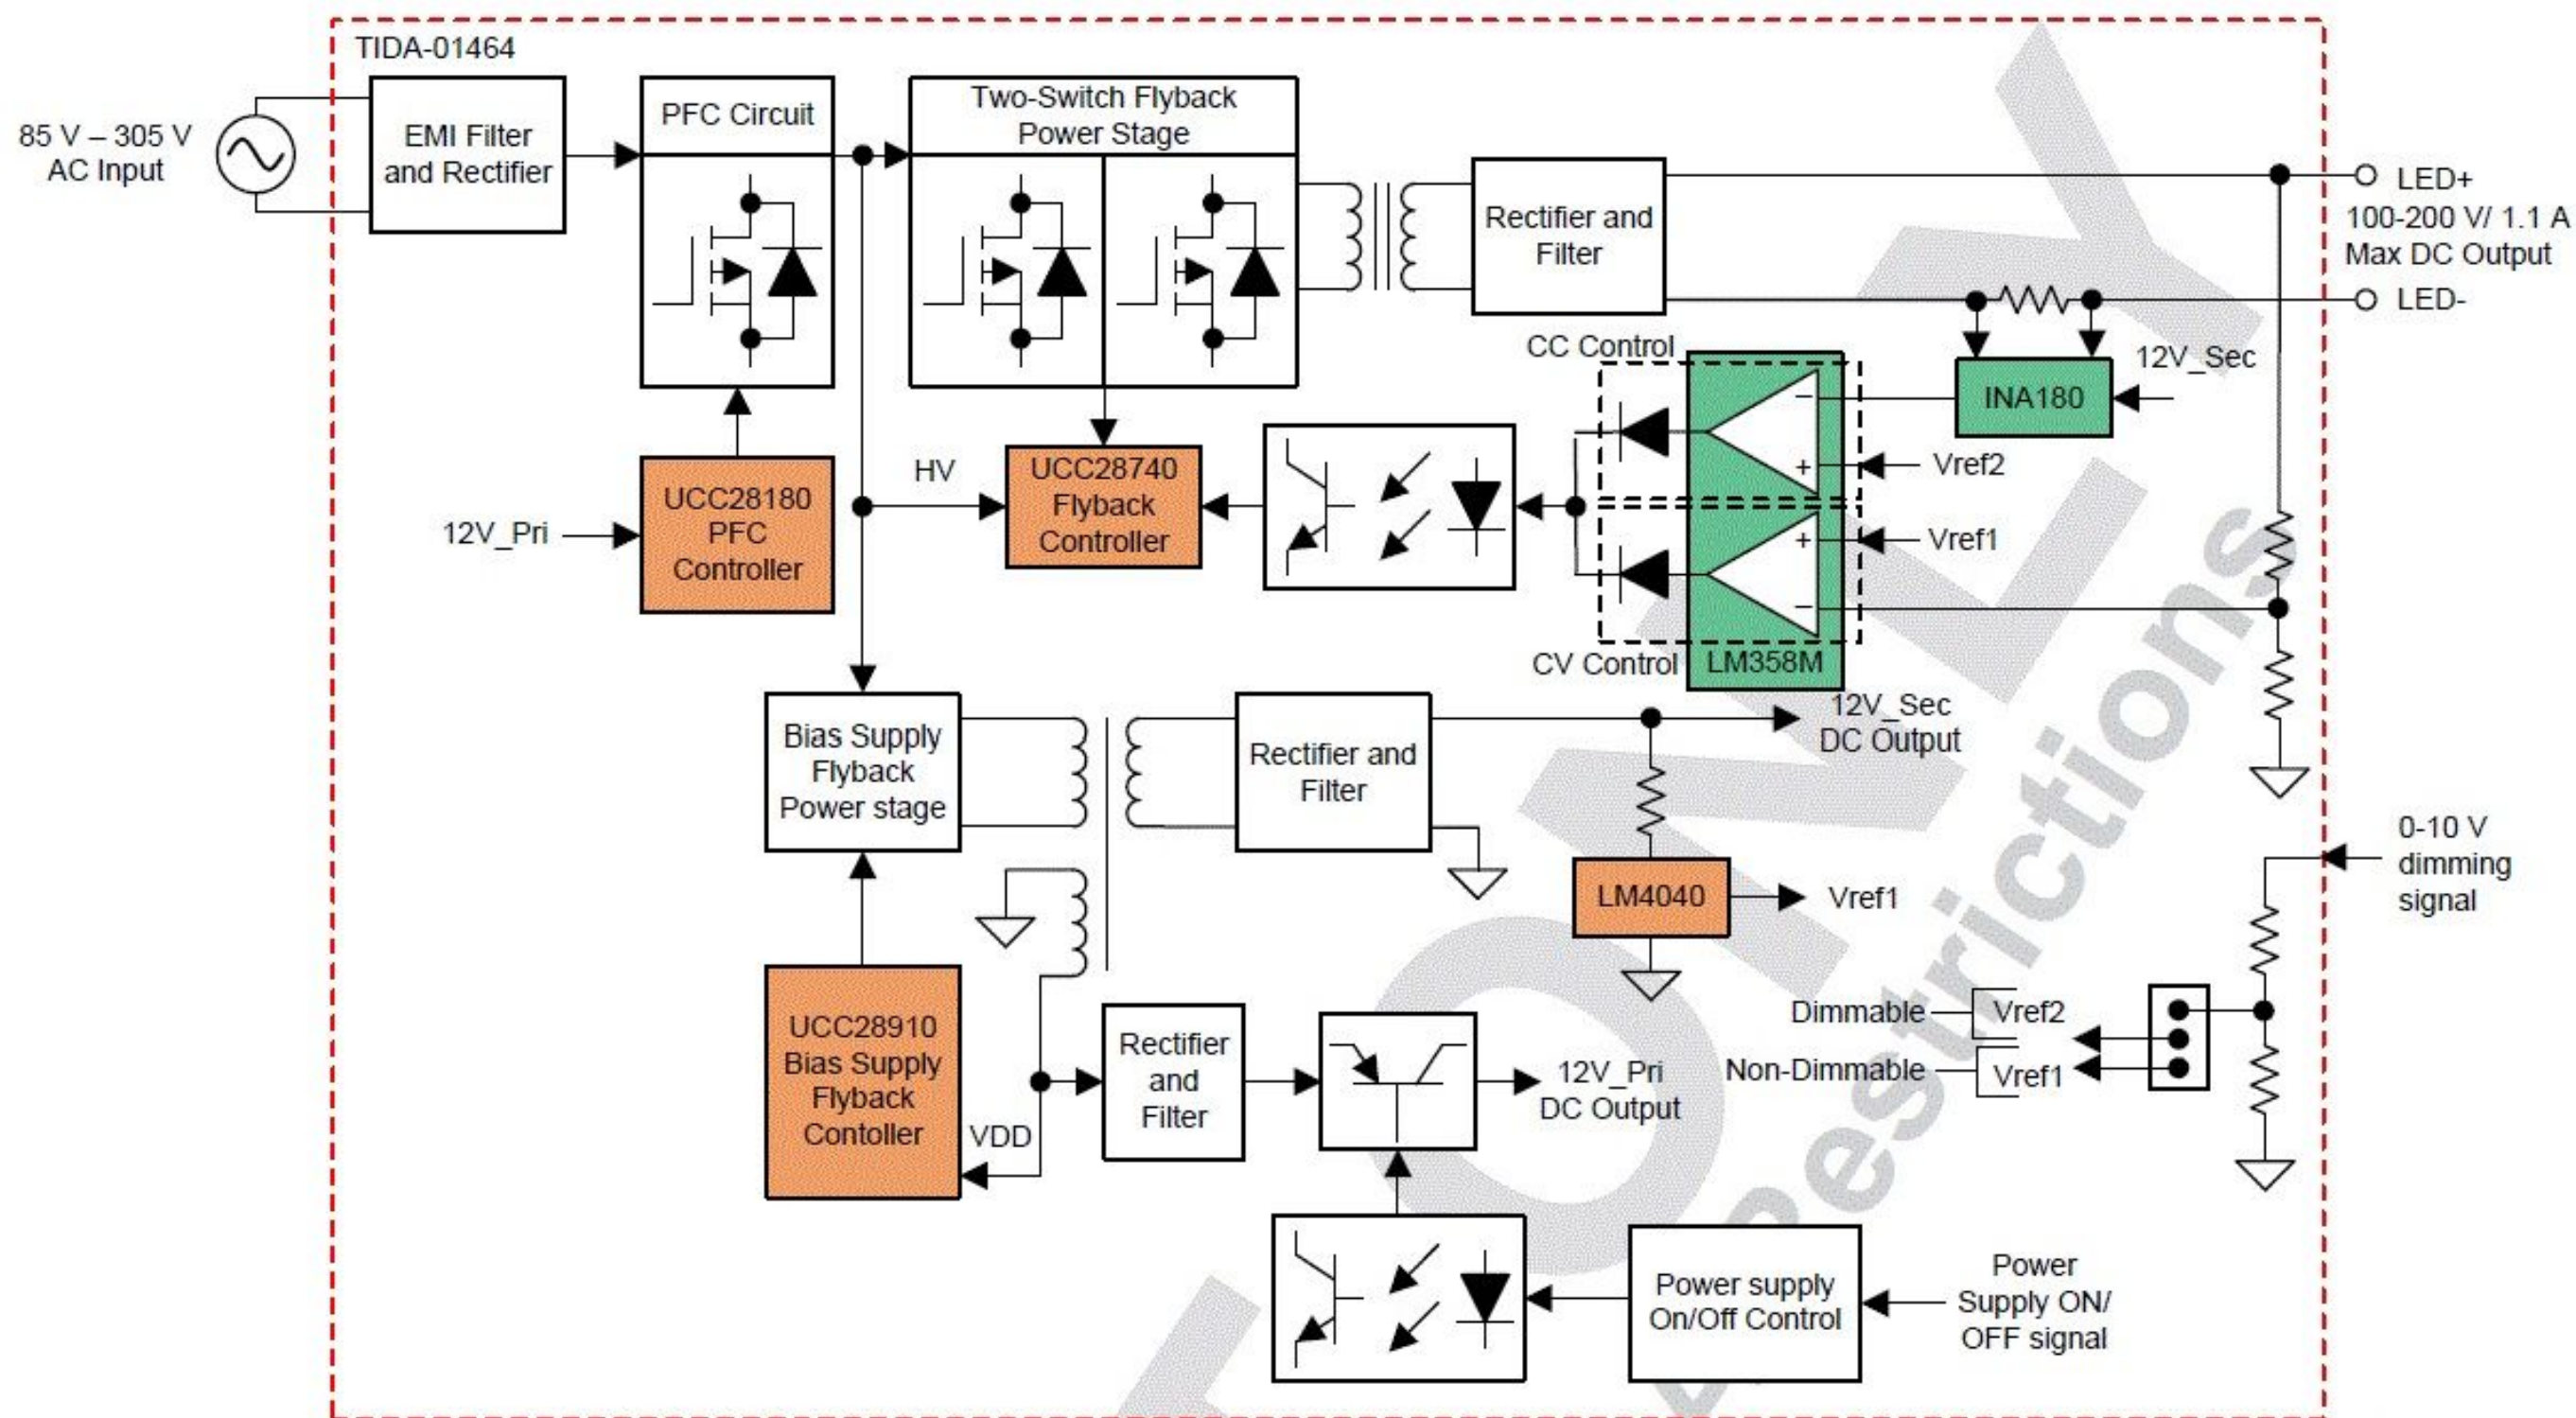 TIDA-01464
85 V – 305 V
AC Input
EMI Filter
and Rectifier
PFC Circuit
Two-Switch Flyback
Power Stage
Rectifier and
Filter
LED+
100-200 V/ 1.1 A
Max DC Output
LED-
CC Control
12V_Sec
INA180
−
+
Vref2
HV
UCC28740
Flyback
Controller
UCC28180
PFC
Controller
12V_Pri
+
Vref1
−
CV Control
LM358M
12V_Sec
DC Output
Bias Supply
Flyback
Power stage
Rectifier and
Filter
0-10 V
dimming
signal
LM4040
Vref1
UCC28910
Bias Supply
Flyback
Contoller
VDD
Rectifier
and
Filter
12V_Pri
DC Output
Dimmable
Vref2
Non-Dimmable
Vref1
Power supply
On/Off Control
Power
Supply ON/
OFF signal
ONLY
Restrictions